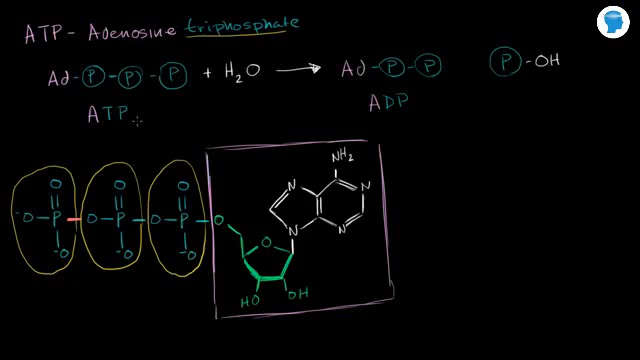 ATP - Adenosine triphosphate
Ad - P - P - P + H₂O → Ad - P - P P - OH
ATP ADP
NH₂
O O O N N
⁻O P O P O P O O N N
⁻O ⁻O ⁻O
HO OH